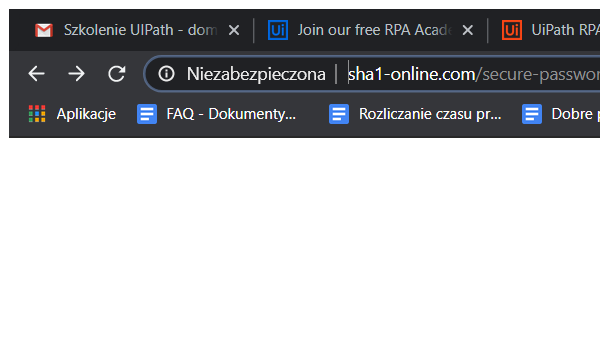 Szkolenie UIPath - dom
Ui Join our free RPA Acade
Ui UiPath RPA
Niezabezpieczona | sha1-online.com/secure-passwor
Aplikacje
FAQ - Dokumenty...
Rozliczanie czasu pr...
Dobre p